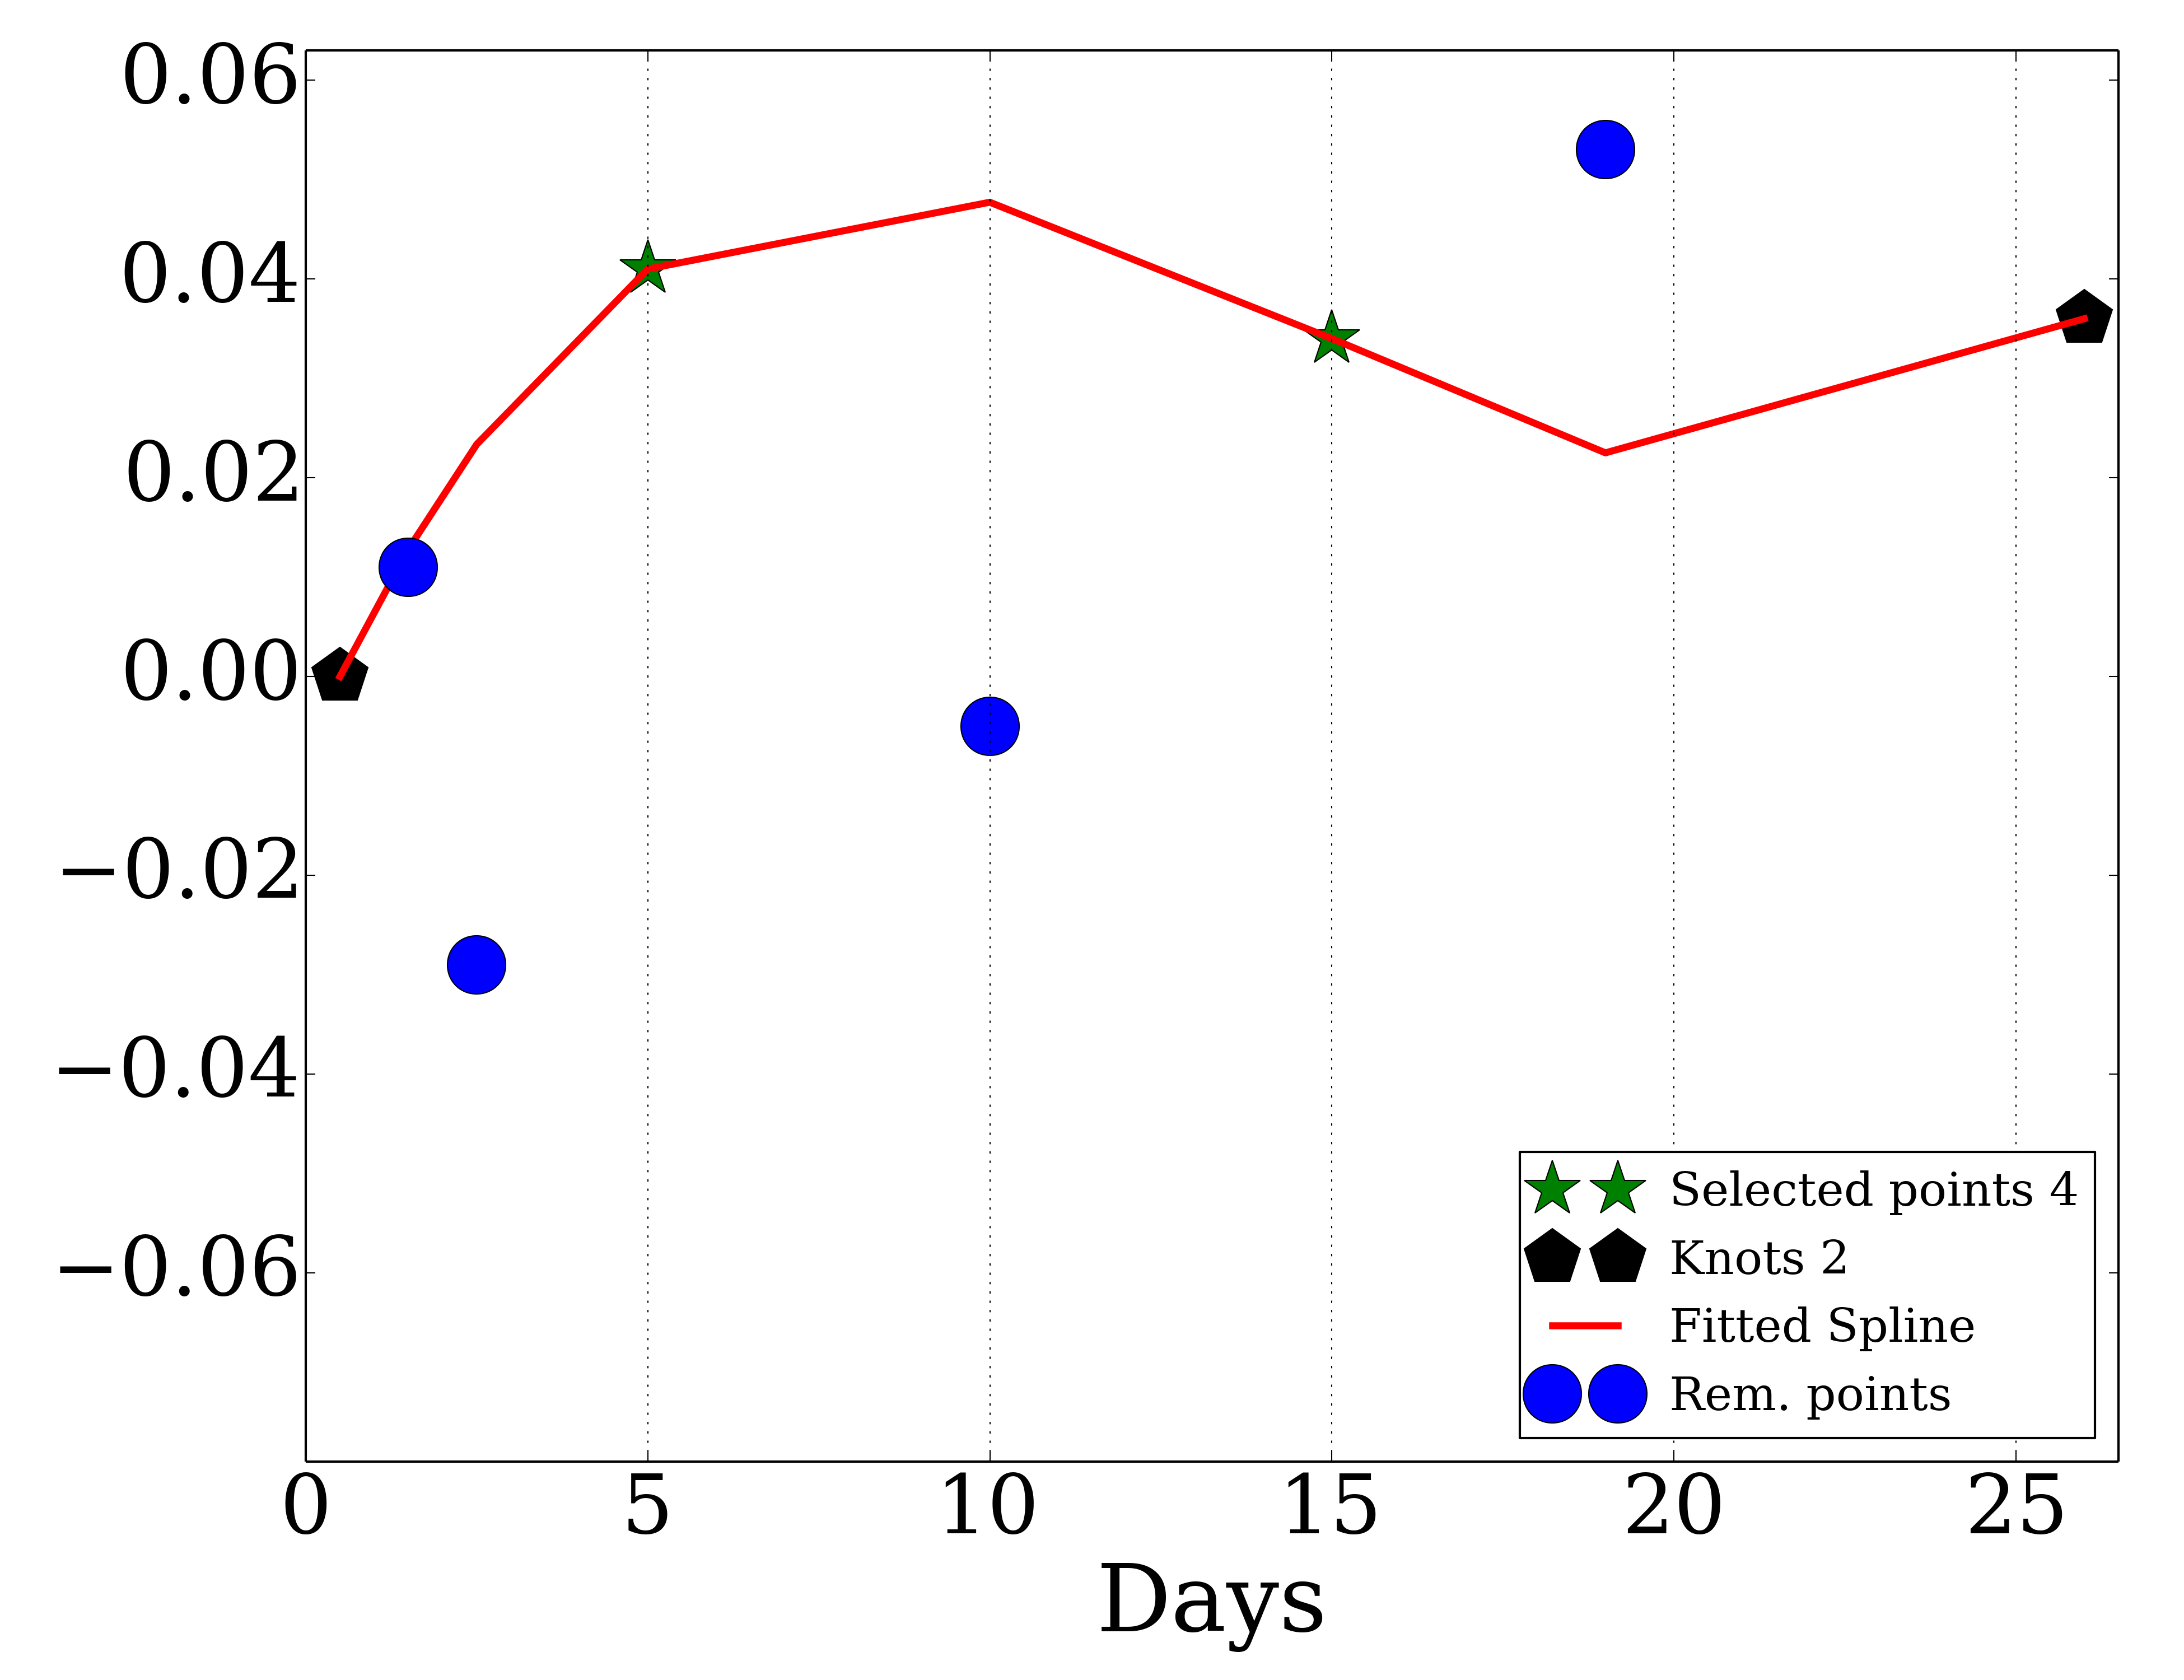 0.06
0.04
0.02
0.00
−0.02
−0.04
−0.06
0 5 10 15 20 25
Days
Selected points 4
Knots 2
Fitted Spline
Rem. points